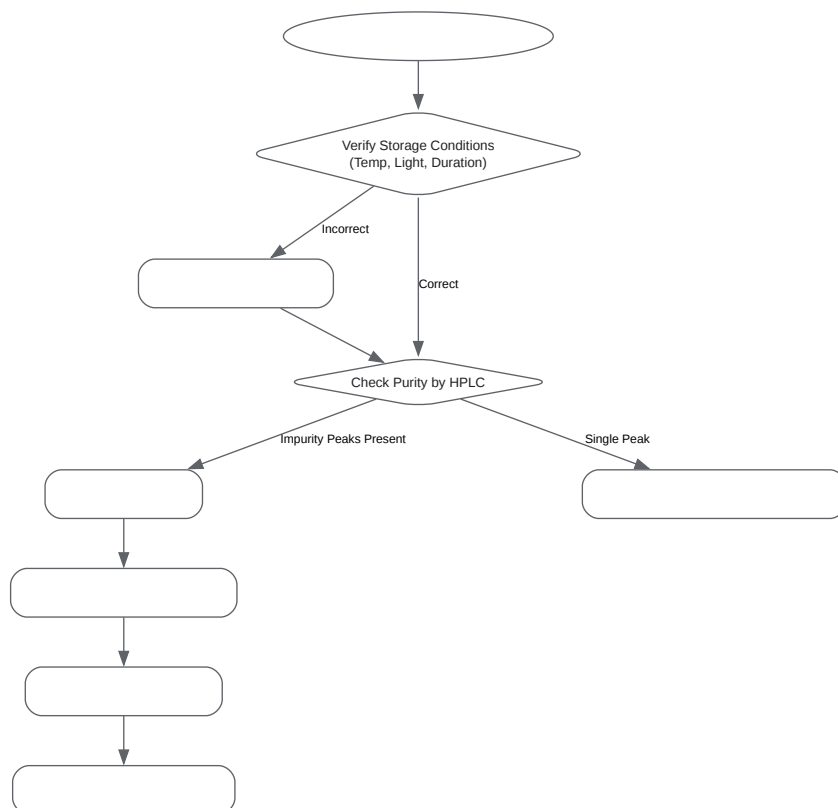 Verify Storage Conditions
(Temp, Light, Duration)
Incorrect
Correct
Check Purity by HPLC
Impurity Peaks Present
Single Peak